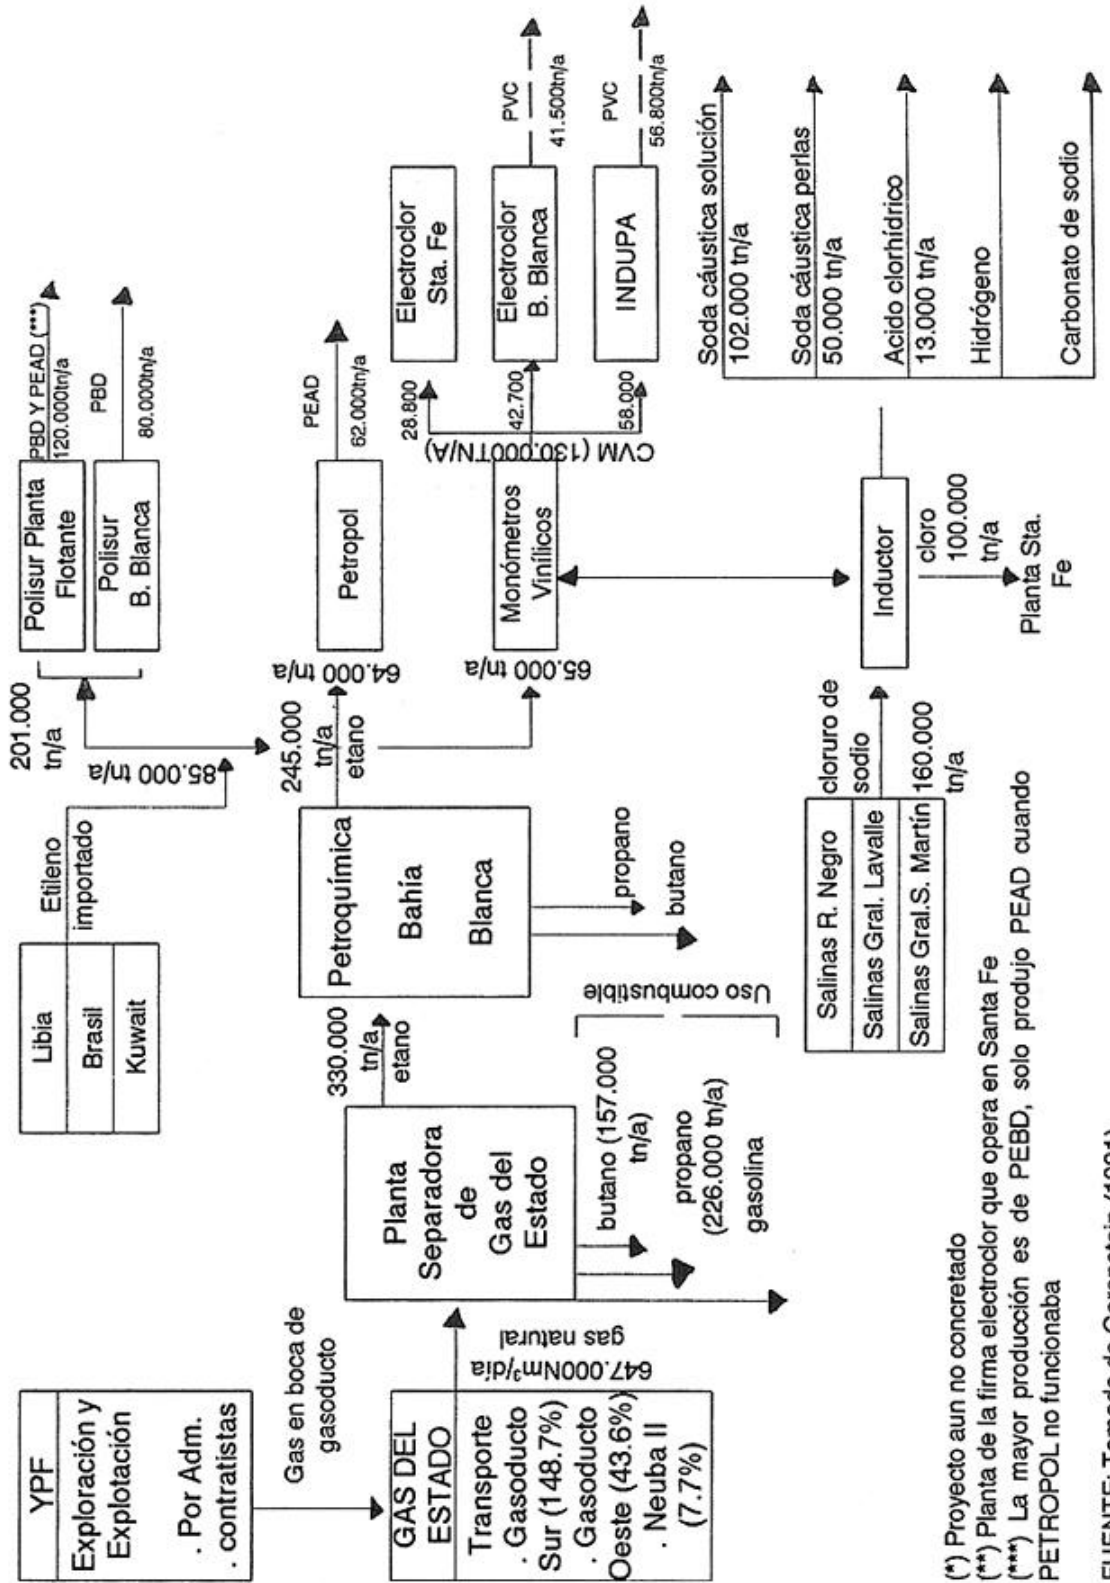 YPF
Exploración y
Explotación
. Por Adm.
. contratistas
Gas en boca de
gasoducto
GAS DEL
ESTADO
Transporte
. Gasoducto
Sur (148.7%)
. Gasoducto
Oeste (43.6%)
. Neuba II
(7.7%)
647.000Nm³/día
gas natural
Planta
Separadora
de
Gas del
Estado
330.000
tn/a
etano
butano (157.000
tn/a)
propano
(226.000 tn/a)
gasolina
Uso combustible
Libia
Brasil
Kuwait
Etileno
importado
85.000 tn/a
Petroquímica
Bahía
Blanca
propano
butano
245.000
tn/a
etano
201.000
tn/a
64.000 tn/a
65.000 tn/a
Polisur Planta
Flotante
Polisur
B. Blanca
PBD Y PEAD (***)
120.000tn/a
PBD
80.000tn/a
Petropol
PEAD
62.000tn/a
Monómetros
Vinílicos
CVM (130.000TN/A)
28.800
42.700
58.000
Electroclor
Sta. Fe
Electroclor
B. Blanca
INDUPA
PVC
41.500tn/a
PVC
56.800tn/a
Salinas R. Negro
Salinas Gral. Lavalle
Salinas Gral.S. Martín
cloruro de
sodio
160.000
tn/a
Inductor
cloro
100.000
tn/a
Planta Sta.
Fe
Soda cáustica solución
102.000 tn/a
Soda cáustica perlas
50.000 tn/a
Acido clorhídrico
13.000 tn/a
Hidrógeno
Carbonato de sodio
(*) Proyecto aun no concretado
(**) Planta de la firma electroclor que opera en Santa Fe
(***) La mayor producción es de PEBD, solo produjo PEAD cuando
PETROPOL no funcionaba
FUENTE: Tomado de